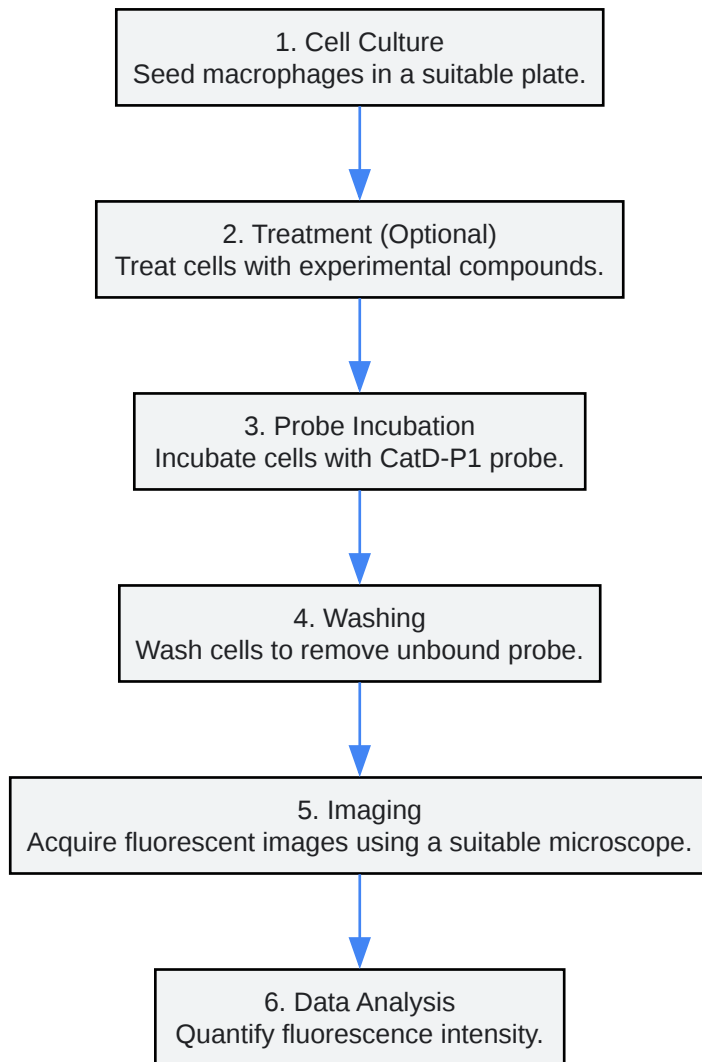 1. Cell Culture
Seed macrophages in a suitable plate.
2. Treatment (Optional)
Treat cells with experimental compounds.
3. Probe Incubation
Incubate cells with CatD-P1 probe.
4. Washing
Wash cells to remove unbound probe.
5. Imaging
Acquire fluorescent images using a suitable microscope.
6. Data Analysis
Quantify fluorescence intensity.